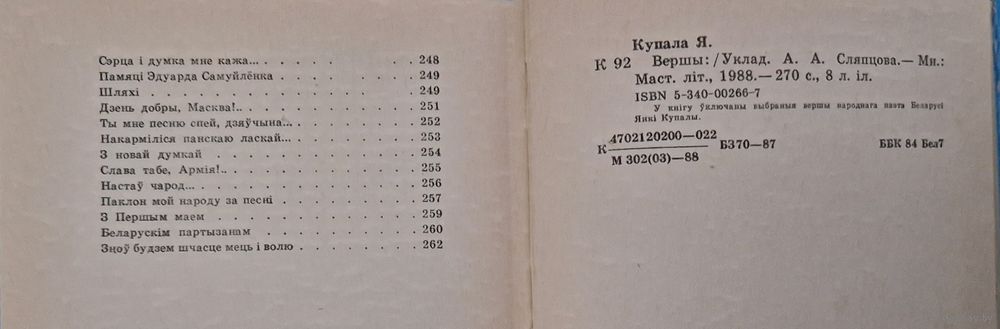 Сэрца і думка мне кажа... 248
Памяці Эдуарда Самуйлёнка 249
Шляхі 249
Дзень добры, Масква!.. 251
Ты мне песню спей, дзяўчына... 252
Накарміліся панскаю ласкай... 253
З новай думкай 254
Слава табе, Армія!.. 255
Настаў чарод... 256
Паклон мой народу за песні 257
З Першым маем 259
Беларускім партызанам 260
Зноў будзем шчасце мець і волю 262
Купала Я.
К 92 Вершы:/Уклад. А. А. Сляпцова.— Мн.:
Маст. літ., 1988.—270 с., 8 л. іл.
ISBN 5-340-00266-7
У кнігу ўключаны выбраныя вершы народнага паэта Беларусі
Янкі Купалы.
К 4702120200—022 / М 302(03)—88 БЗ70—87 ББК 84 Бел7